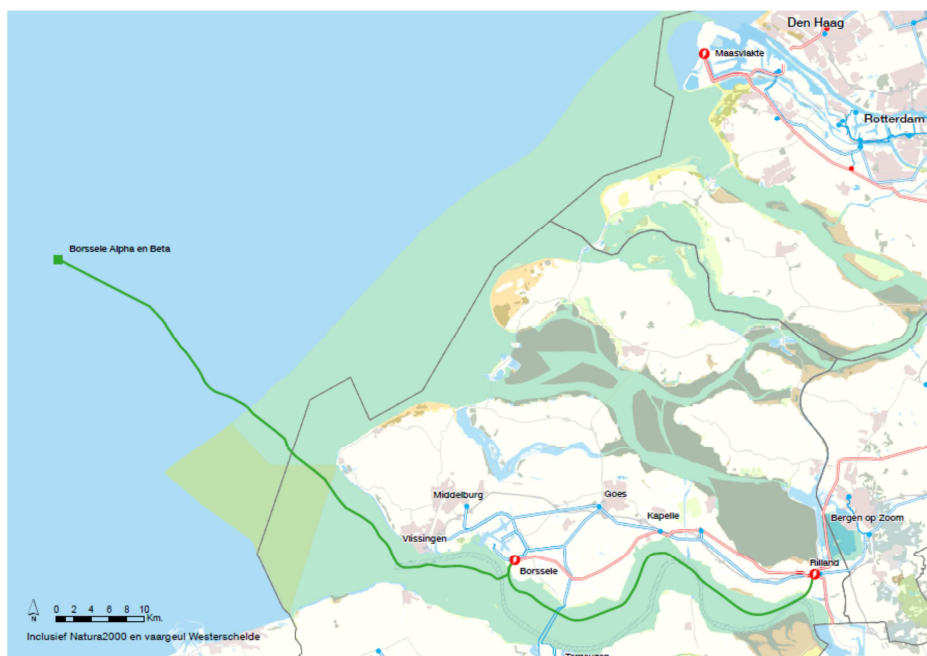 Den Haag
Maasvlakte
Rotterdam
Borssele Alpha en Beta
Middelburg
Goes
Kapelle
Bergen op Zoom
Vlissingen
Borssele
Rilland
N
0 2 4 6 8 10
Km.
Inclusief Natura2000 en vaargeul Westerschelde